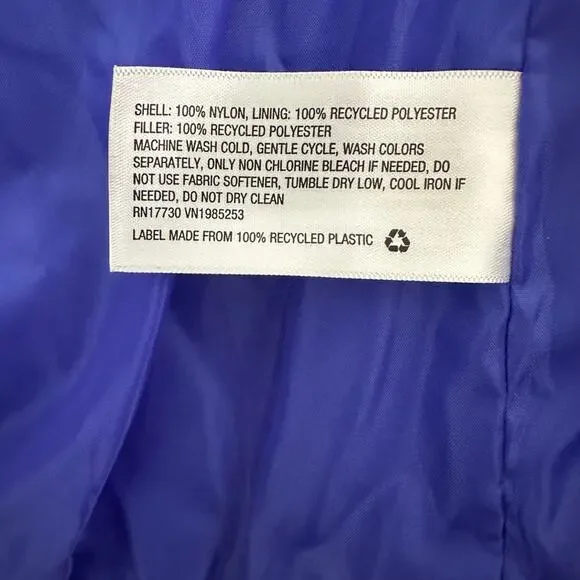 SHELL: 100% NYLON, LINING: 100% RECYCLED POLYESTER
FILLER: 100% RECYCLED POLYESTER
MACHINE WASH COLD, GENTLE CYCLE, WASH COLORS
SEPARATELY, ONLY NON CHLORINE BLEACH IF NEEDED, DO
NOT USE FABRIC SOFTENER, TUMBLE DRY LOW, COOL IRON IF
NEEDED, DO NOT DRY CLEAN
RN17730 VN1985253
LABEL MADE FROM 100% RECYCLED PLASTIC